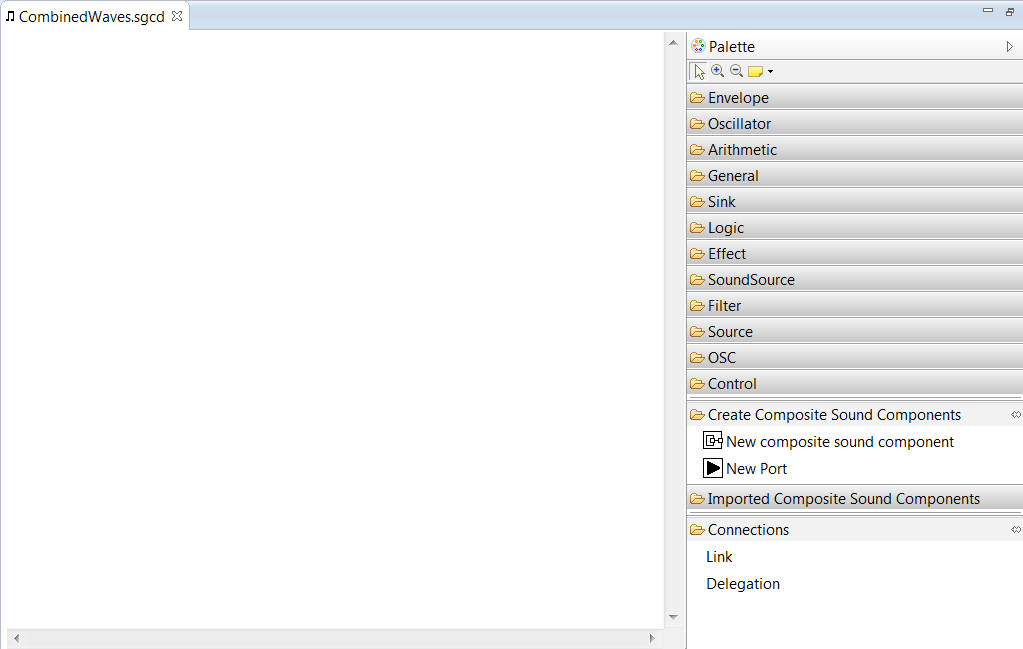 CombinedWaves.sgcd
Palette
Envelope
Oscillator
Arithmetic
General
Sink
Logic
Effect
SoundSource
Filter
Source
OSC
Control
Create Composite Sound Components
New composite sound component
New Port
Imported Composite Sound Components
Connections
Link
Delegation